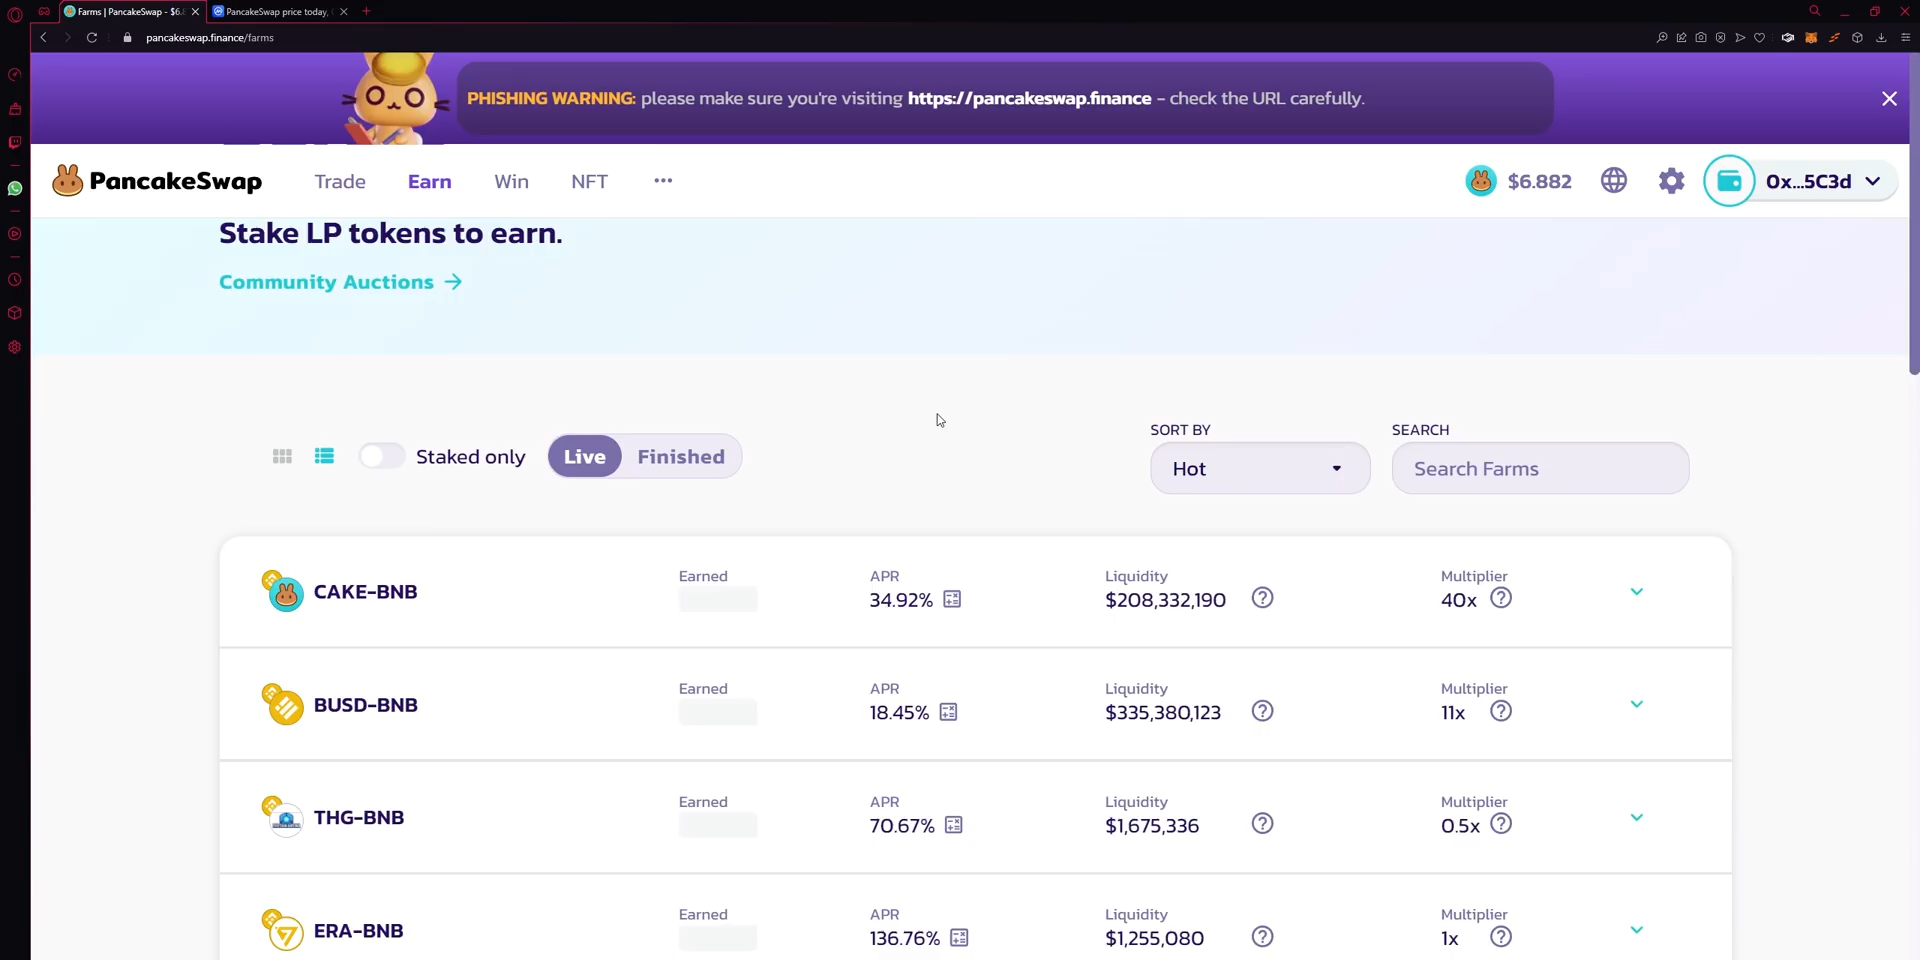 Farms | PancakeSwap - $6.8
PancakeSwap price today,
pancakeswap.finance/farms
PHISHING WARNING: please make sure you're visiting https://pancakeswap.finance - check the URL carefully.
PancakeSwap
Trade
Earn
Win
NFT
$6.882
0x...5C3d
Stake LP tokens to earn.
Community Auctions
Staked only
Live
Finished
SORT BY
Hot
SEARCH
Search Farms
CAKE-BNB
Earned
APR
34.92%
Liquidity
$208,332,190
Multiplier
40x
BUSD-BNB
Earned
APR
18.45%
Liquidity
$335,380,123
Multiplier
11x
THG-BNB
Earned
APR
70.67%
Liquidity
$1,675,336
Multiplier
0.5x
ERA-BNB
Earned
APR
136.76%
Liquidity
$1,255,080
Multiplier
1x